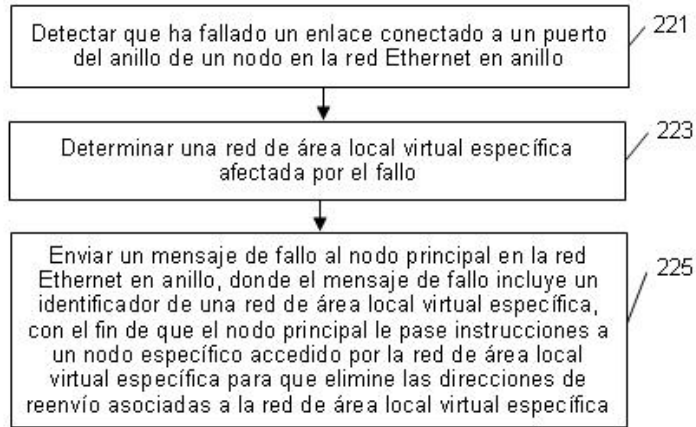 Detectar que ha fallado un enlace conectado a un puerto
del anillo de un nodo en la red Ethernet en anillo
221
Determinar una red de área local virtual específica
afectada por el fallo
223
Enviar un mensaje de fallo al nodo principal en la red
Ethernet en anillo, donde el mensaje de fallo incluye un
identificador de una red de área local virtual específica,
con el fin de que el nodo principal le pase instrucciones a
un nodo específico accedido por la red de área local
virtual específica para que elimine las direcciones de
reenvío asociadas a la red de área local virtual específica
225